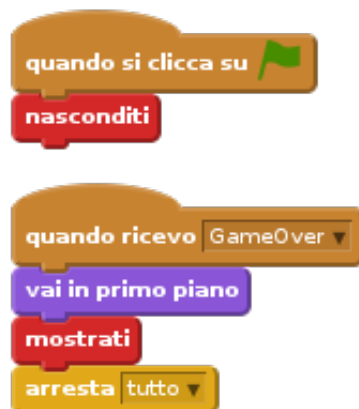 quando si clicca su
nasconditi
quando ricevo GameOver
vai in primo piano
mostrati
arresta tutto